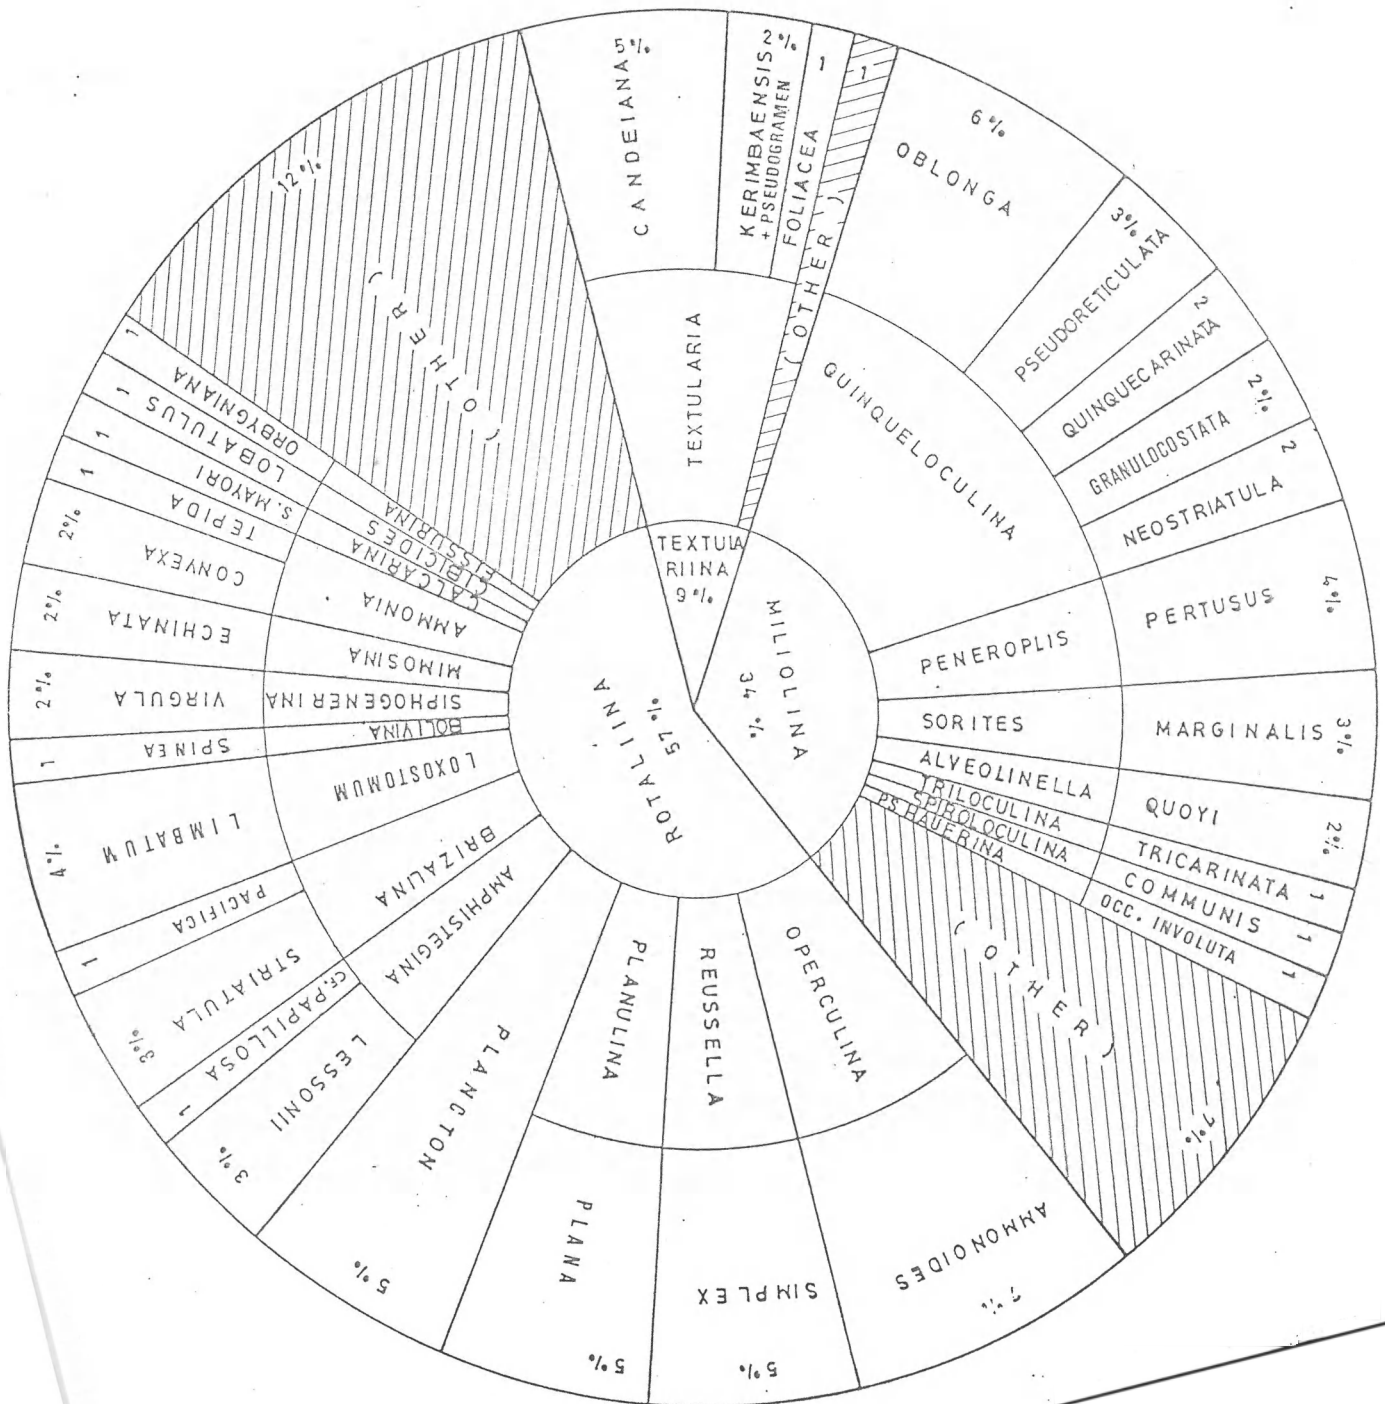 TEXTULA
RIINA
9%
MILIOLINA
34 %
ROTALIINA
57%
TEXTULARIA
CANDEIANA
5%
KERIMBAENSIS
+ PSEUDOGRAMEN
2%
FOLIACEA
1
( OTHER )
1
QUINQUELOCULINA
OBLONGA
6%
PSEUDORETICULATA
3%
QUINQUECARINATA
2
GRANULOCOSTATA
2%
NEOSTRIATULA
2
PENEROPLIS
PERTUSUS
4%
SORITES
MARGINALIS
3%
ALVEOLINELLA
QUOYI
2%
TRILOCULINA
TRICARINATA
1
SPIROLOCULINA
COMMUNIS
1
PS. HAUERINA
OCC. INVOLUTA
1
( OTHER )
7%
OPERCULINA
AMMONOIDES
7%
REUSSELLA
SIMPLEX
5%
PLANULINA
PLANA
5%
PLANCTON
5%
AMPHISTEGINA
LESSONII
3%
CF. PAPILLOSA
1
BRIZALINA
STRIATULA
3%
PACIFICA
1
LOXOSTOMUM
LIMBATUM
4%
BOLIVINA
SPINEA
1
SIPHOGENERINA
VIRGULA
2%
MIMOSINA
ECHINATA
2%
AMMONIA
CONVEXA
2%
TEPIDA
1
CALCARINA
S. MAYORI
1
CIBICIDES
LOBATULUS
1
FISSURINA
ORBYGNIANA
1
( OTHER )
12%